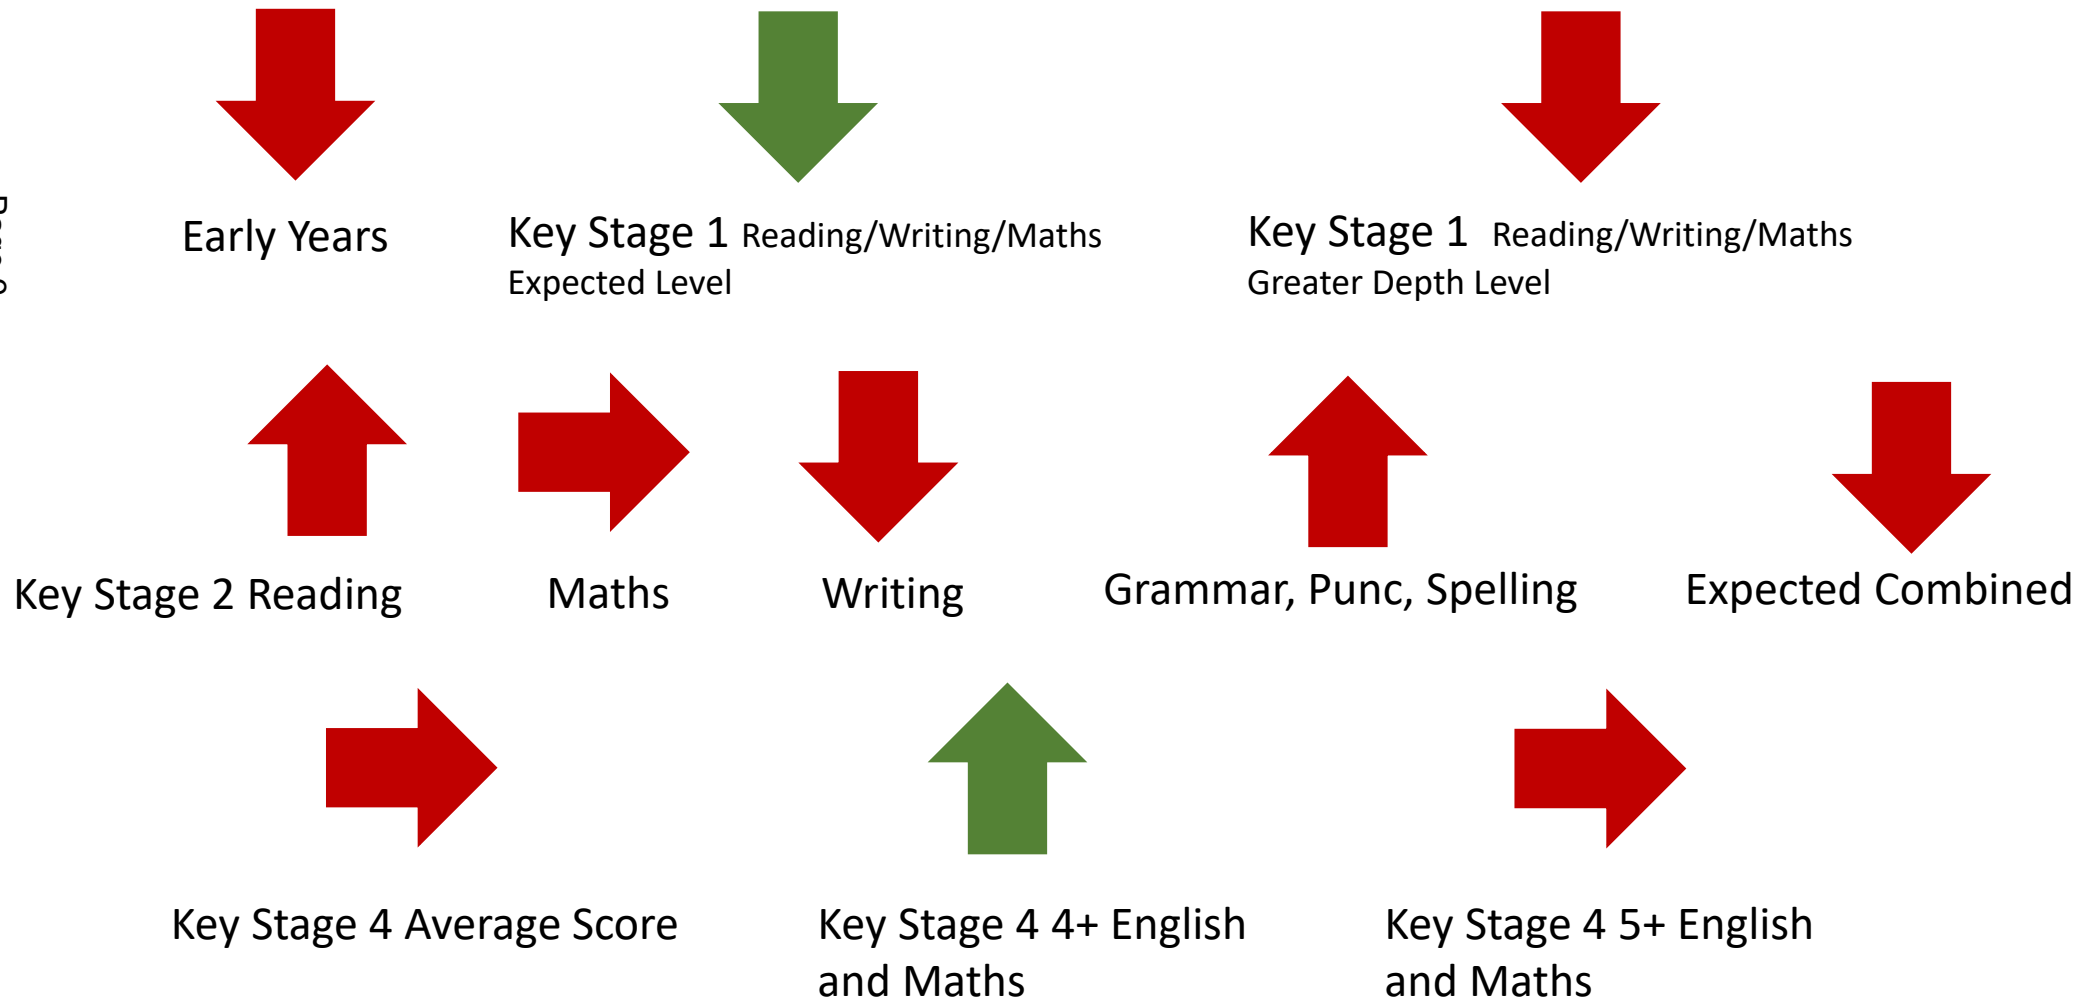 Early Years
Key Stage 1 Reading/Writing/Maths
Expected Level
Key Stage 1 Reading/Writing/Maths
Greater Depth Level
Key Stage 2 Reading
Maths
Writing
Grammar, Punc, Spelling
Expected Combined
Key Stage 4 Average Score
Key Stage 4 4+ English
and Maths
Key Stage 4 5+ English
and Maths